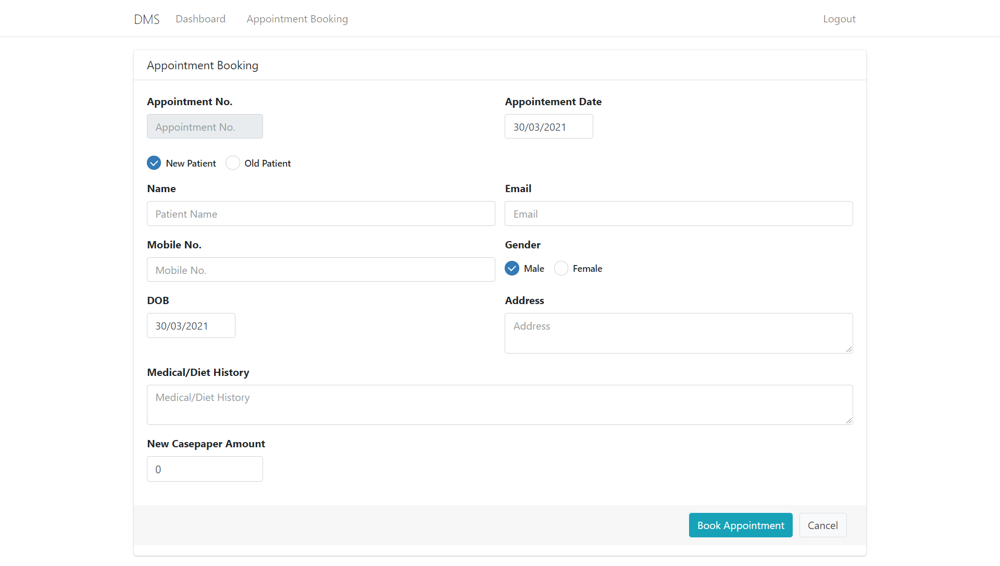 DMS Dashboard Appointment Booking Logout
Appointment Booking
Appointment No. Appointement Date
Appointment No. 30/03/2021
New Patient Old Patient
Name Email
Patient Name Email
Mobile No. Gender
Mobile No. Male Female
DOB Address
30/03/2021 Address
Medical/Diet History
Medical/Diet History
New Casepaper Amount
0
Book Appointment Cancel